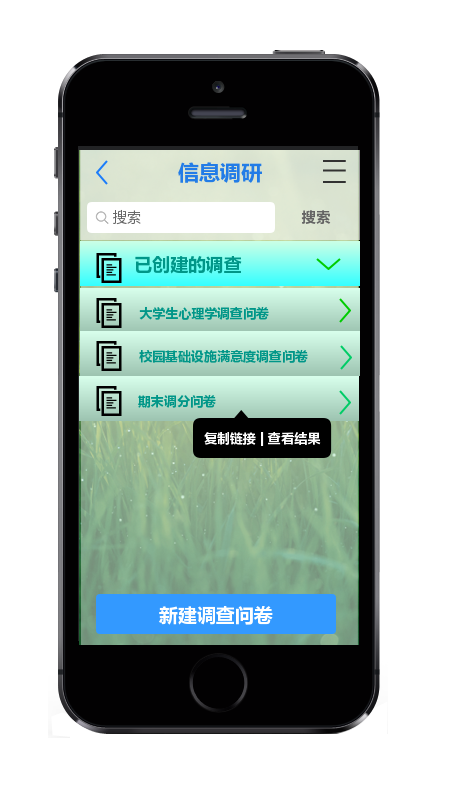 信息调研
搜索 搜索
已创建的调查
大学生心理学调查问卷
校园基础设施满意度调查问卷
期末调分问卷
复制链接 | 查看结果
新建调查问卷